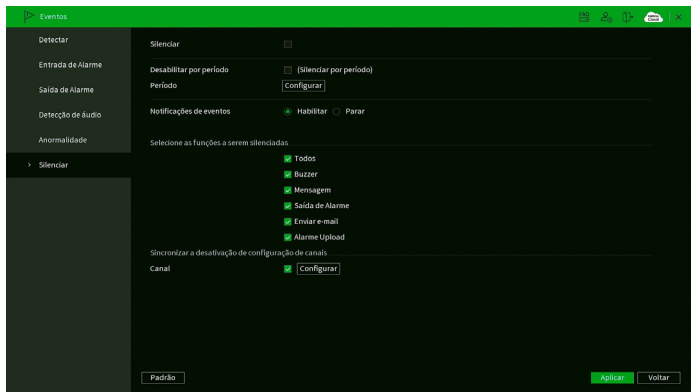 Eventos
FAQ
Detectar
Entrada de Alarme
Saída de Alarme
Detecção de áudio
Anormalidade
> Silenciar
Silenciar
Desabilitar por período (Silenciar por período)
Período Configurar
Notificações de eventos Habilitar Parar
Selecione as funções a serem silenciadas
Todos
Buzzer
Mensagem
Saída de Alarme
Enviar e-mail
Alarme Upload
Sincronizar a desativação de configuração de canais
Canal Configurar
Padrão Aplicar Voltar